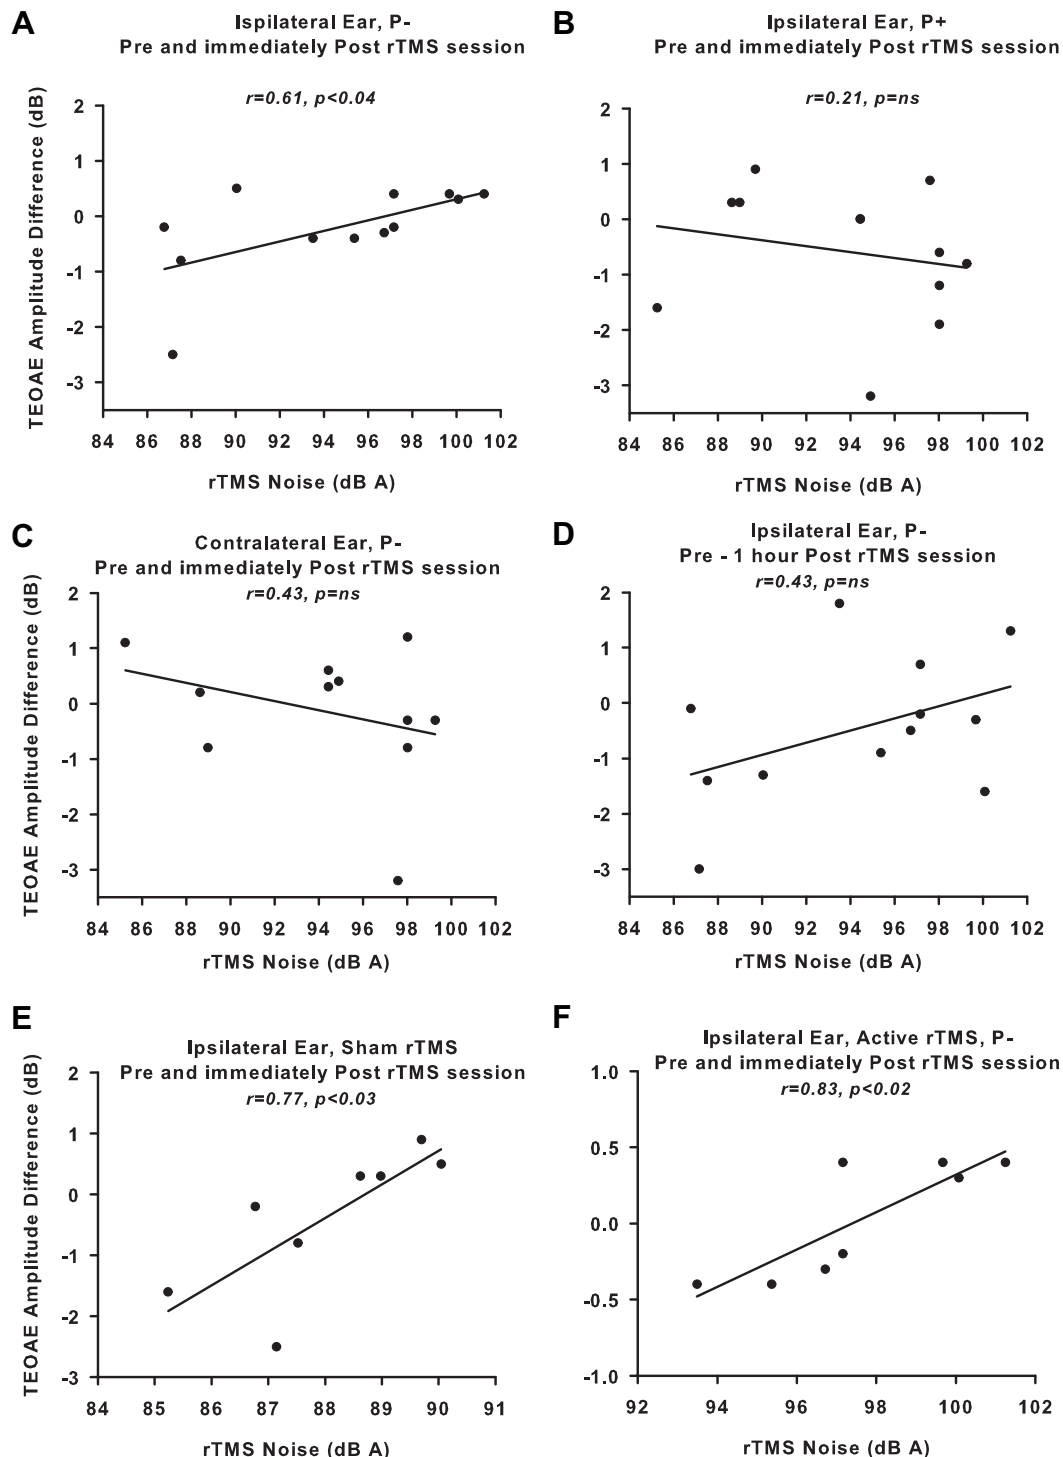 A
Ispilateral Ear, P-
Pre and immediately Post rTMS session
r=0.61, p<0.04
TEOAE Amplitude Difference (dB)
2
1
0
-1
-2
-3
84 86 88 90 92 94 96 98 100 102
rTMS Noise (dB A)
B
Ipsilateral Ear, P+
Pre and immediately Post rTMS session
r=0.21, p=ns
2
1
0
-1
-2
-3
84 86 88 90 92 94 96 98 100 102
rTMS Noise (dB A)
C
Contralateral Ear, P-
Pre and immediately Post rTMS session
r=0.43, p=ns
TEOAE Amplitude Difference (dB)
2
1
0
-1
-2
-3
84 86 88 90 92 94 96 98 100 102
rTMS Noise (dB A)
D
Ipsilateral Ear, P-
Pre - 1 hour Post rTMS session
r=0.43, p=ns
2
1
0
-1
-2
-3
84 86 88 90 92 94 96 98 100 102
rTMS Noise (dB A)
E
Ipsilateral Ear, Sham rTMS
Pre and immediately Post rTMS session
r=0.77, p<0.03
TEOAE Amplitude Difference (dB)
2
1
0
-1
-2
-3
84 85 86 87 88 89 90 91
rTMS Noise (dB A)
F
Ipsilateral Ear, Active rTMS, P-
Pre and immediately Post rTMS session
r=0.83, p<0.02
1.0
0.5
0.0
-0.5
-1.0
92 94 96 98 100 102
rTMS Noise (dB A)